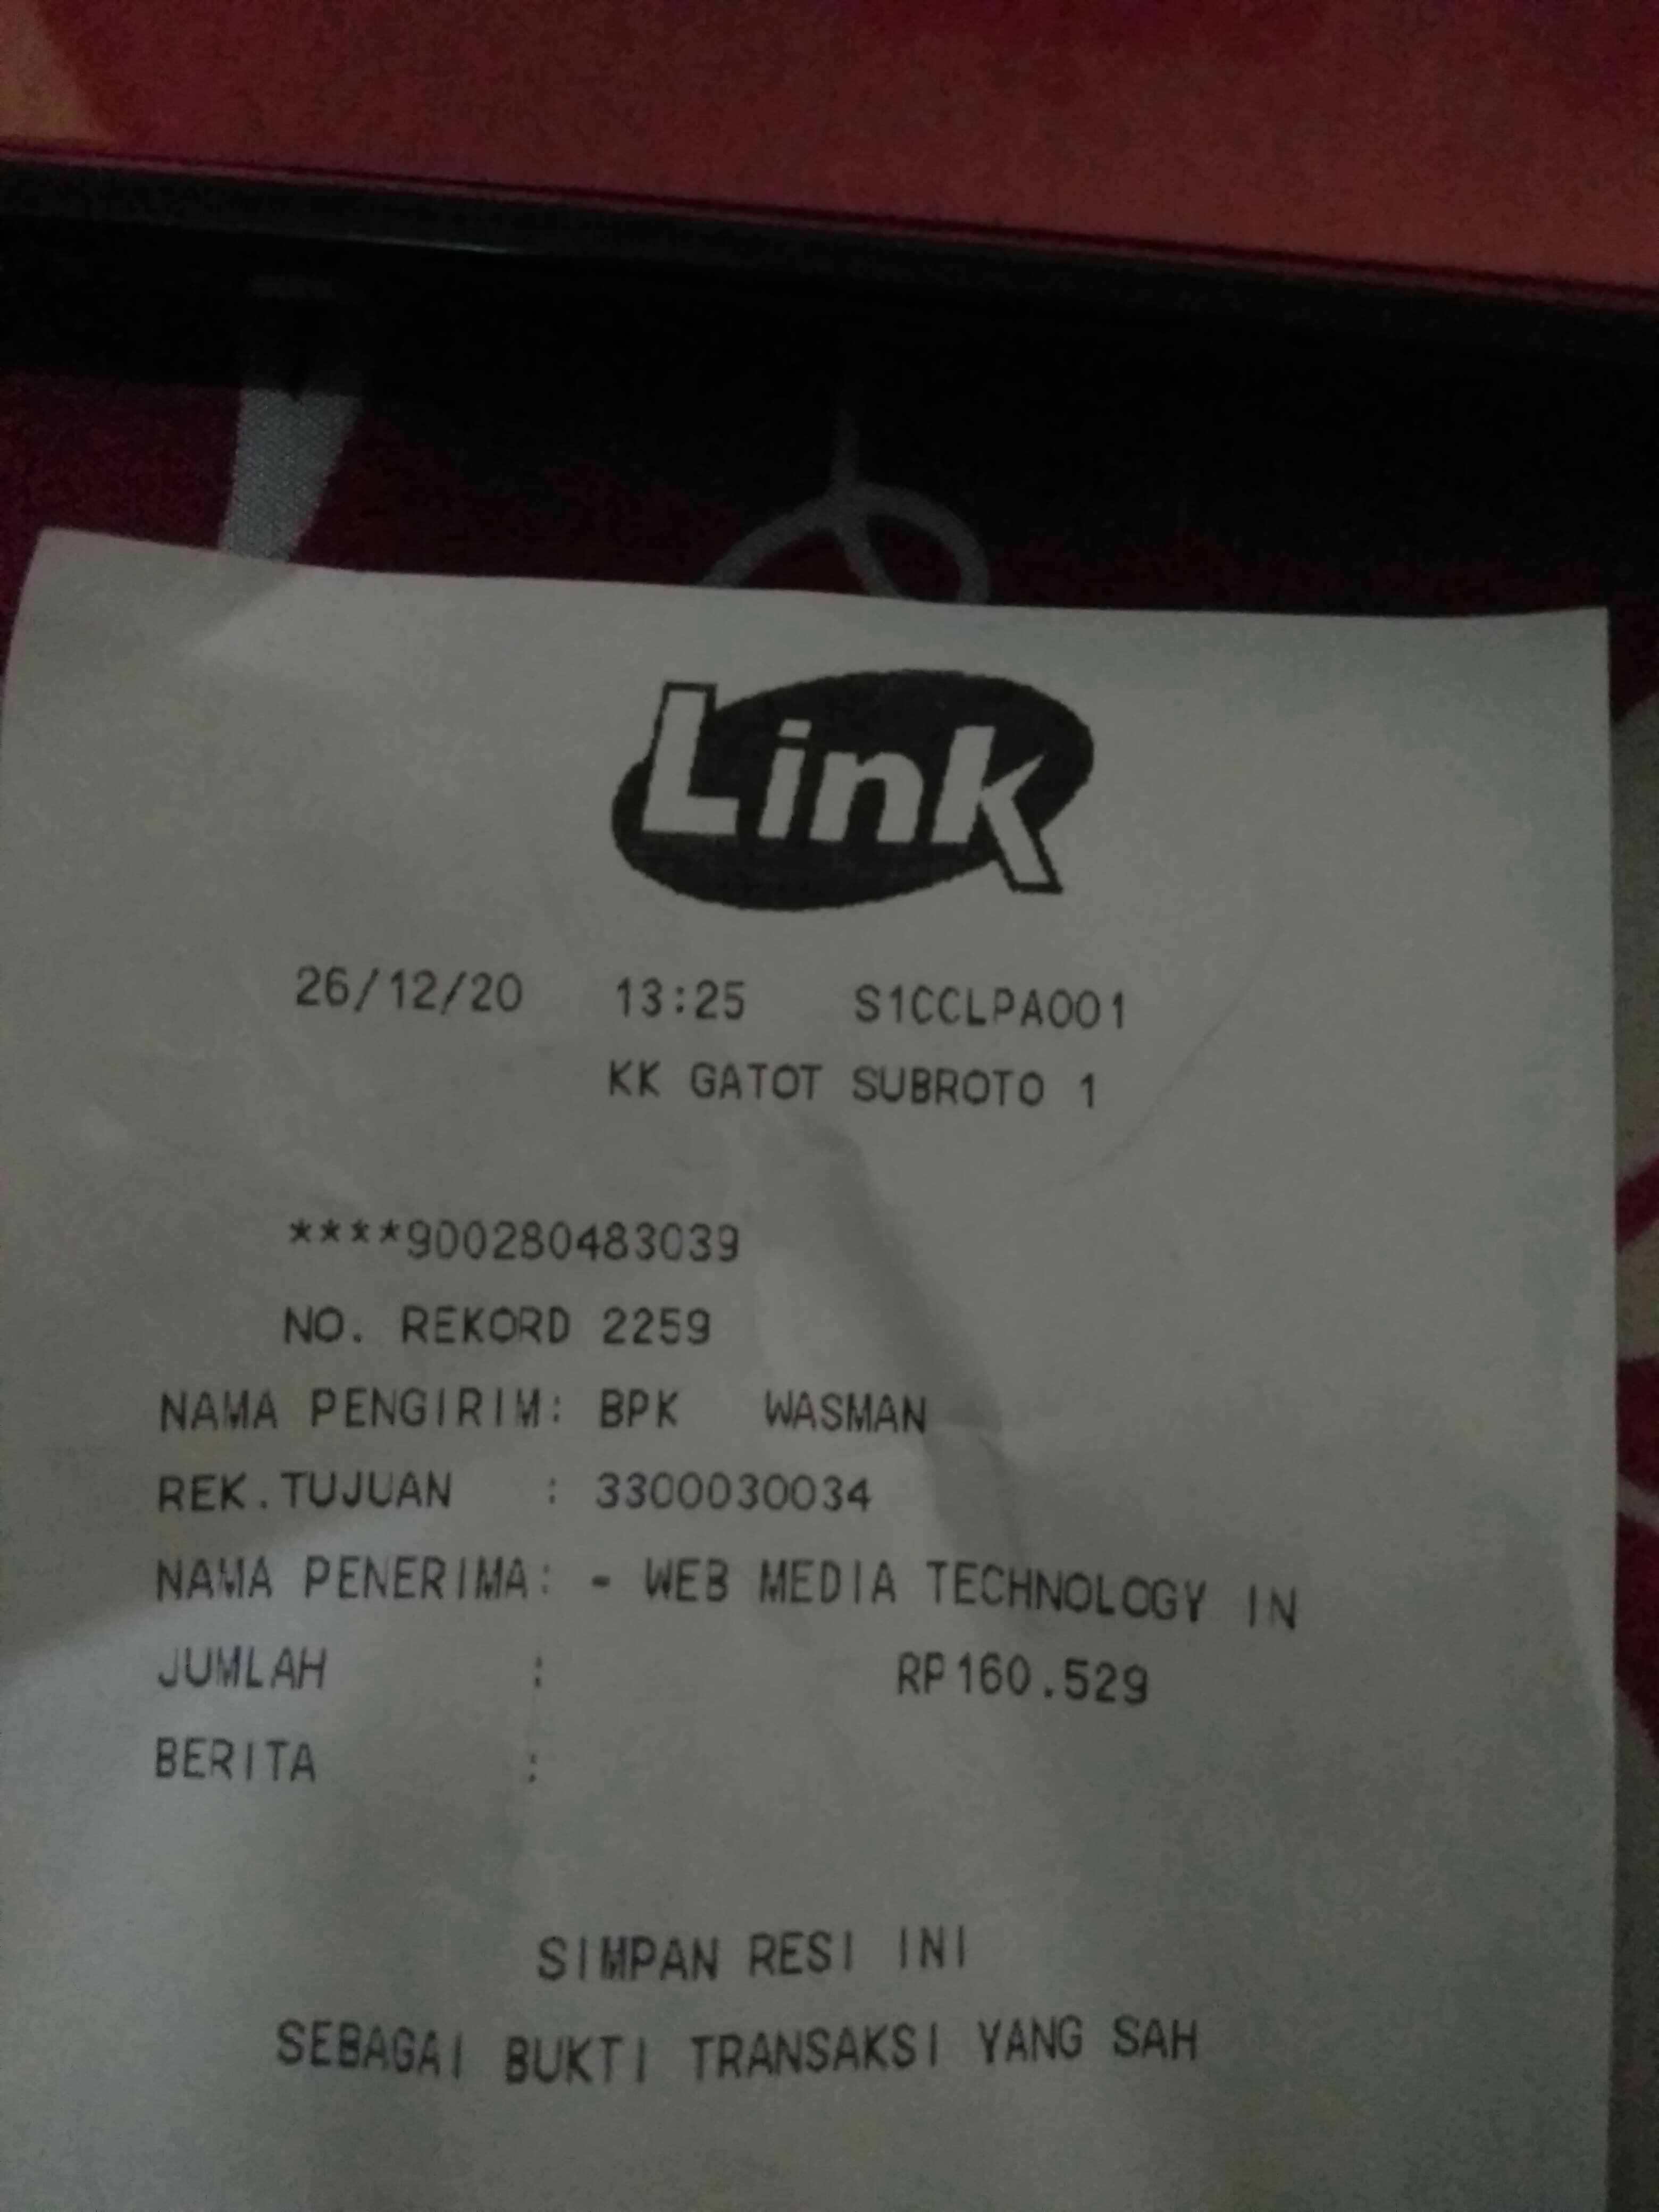 Link
26/12/20 13:25 S1CCLPA001
KK GATOT SUBROTO 1
****900280483039
NO. REKORD 2259
NAMA PENGIRIM: BPK WASMAN
REK.TUJUAN : 3300030034
NAMA PENERIMA: - WEB MEDIA TECHNOLOGY IN
JUMLAH : RP160.529
BERITA :
SIMPAN RESI INI
SEBAGAI BUKTI TRANSAKSI YANG SAH